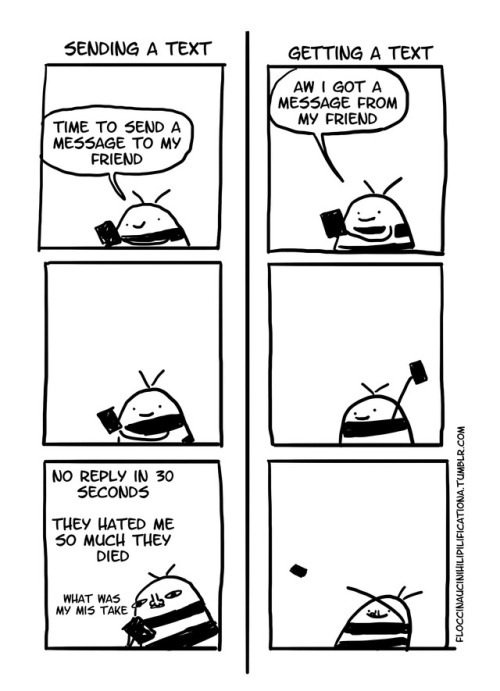 SENDING A TEXT
TIME TO SEND A
MESSAGE TO MY
FRIEND
NO REPLY IN 30
SECONDS
THEY HATED ME
SO MUCH THEY
DIED
WHAT WAS
MY MIS TAKE
GETTING A TEXT
AW I GOT A
MESSAGE FROM
MY FRIEND
FLOCCINAUCINIHILIPILIFICATIONA.TUMBLR.COM